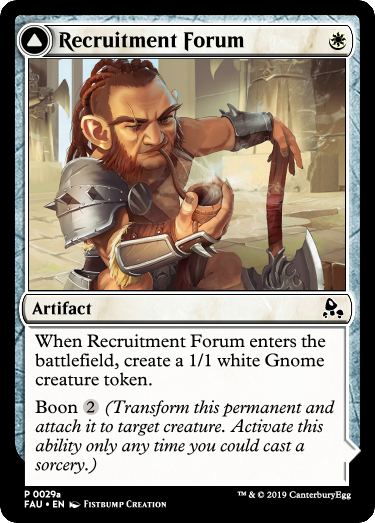 Recruitment Forum
Artifact
When Recruitment Forum enters the
battlefield, create a 1/1 white Gnome
creature token.
Boon 2 (Transform this permanent and
attach it to target creature. Activate this
ability only any time you could cast a
sorcery.)
P 0029a
FAU • EN Fistbump Creation
™ & © 2019 CanterburyEgg